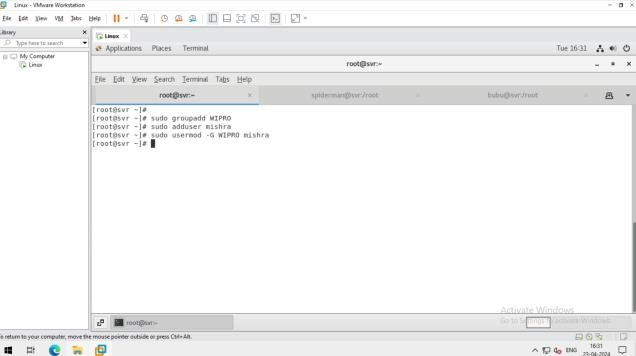 Linux - VMware Workstation
File Edit View VM Tabs Help
Library
Type here to search
My Computer
Linux
Linux
Applications Places Terminal
Tue 16:31
root@svr:~
File Edit View Search Terminal Tabs Help
root@svr:~
spiderman@svr:/root
bubu@svr:/root
[root@svr ~]#
[root@svr ~]# sudo groupadd WIPRO
[root@svr ~]# sudo adduser mishra
[root@svr ~]# sudo usermod -G WIPRO mishra
[root@svr ~]#
Activate Windows
Go to Settings to activate Windows.
root@svr:~
To return to your computer, move the mouse pointer outside or press Ctrl+Alt.
ENG
16:31
23-04-2024